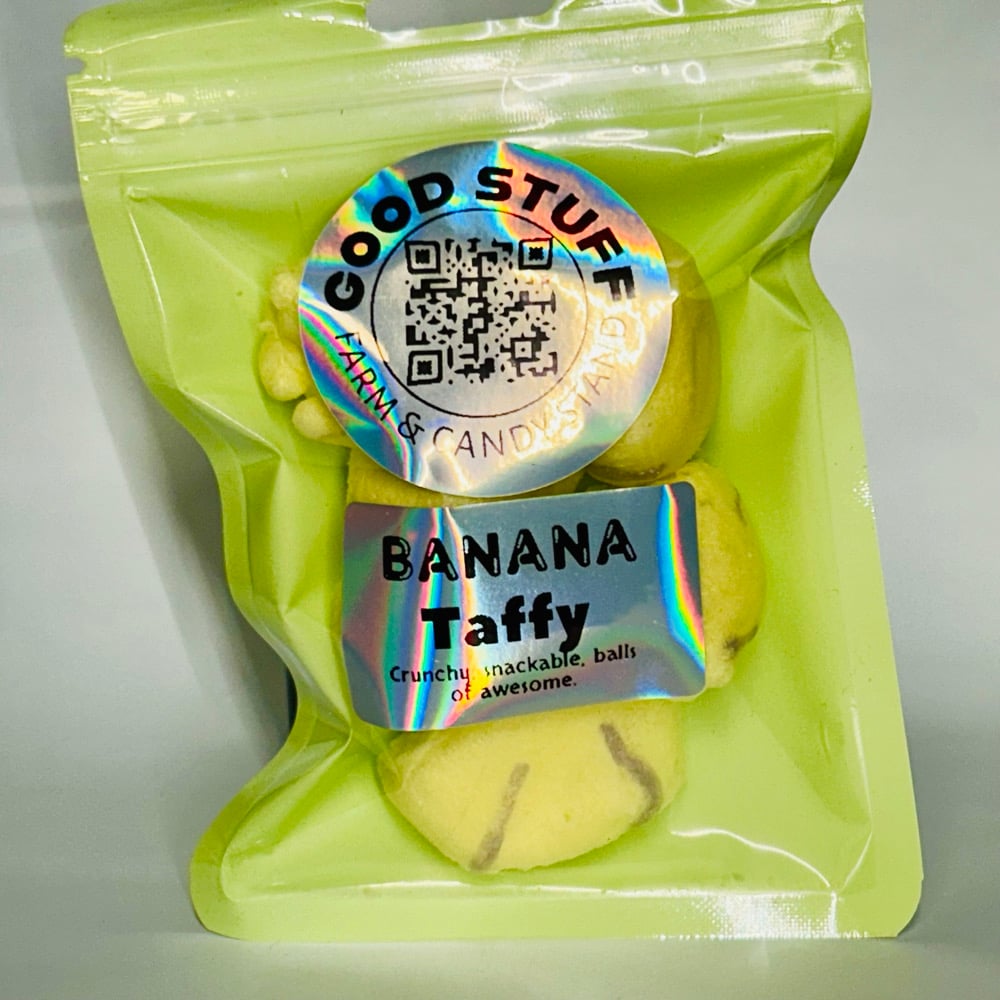 GOOD STUFF
FARM & CANDY STAND
BANANA
Taffy
Crunchy, snackable, balls
of awesome.